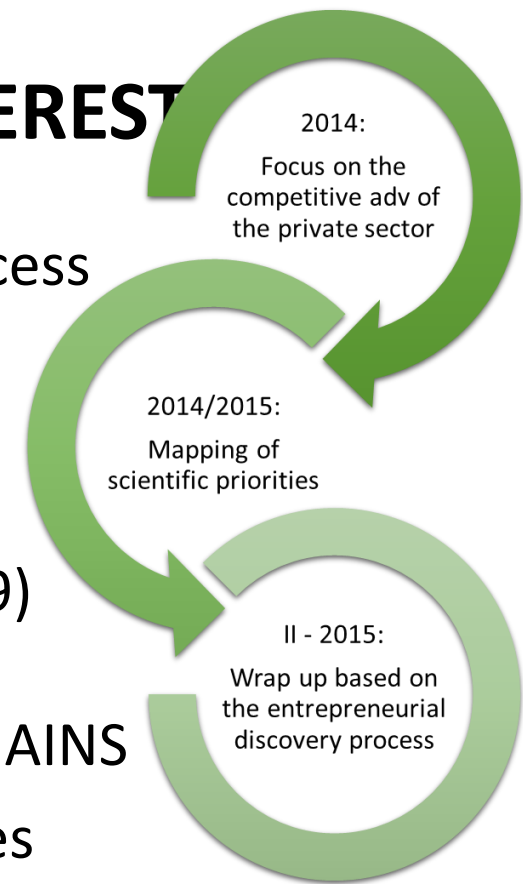 EREST
cess
9)
AINS
es
2014:
Focus on the
competitive adv of
the private sector
2014/2015:
Mapping of
scientific priorities
II - 2015:
Wrap up based on
the entrepreneurial
discovery process